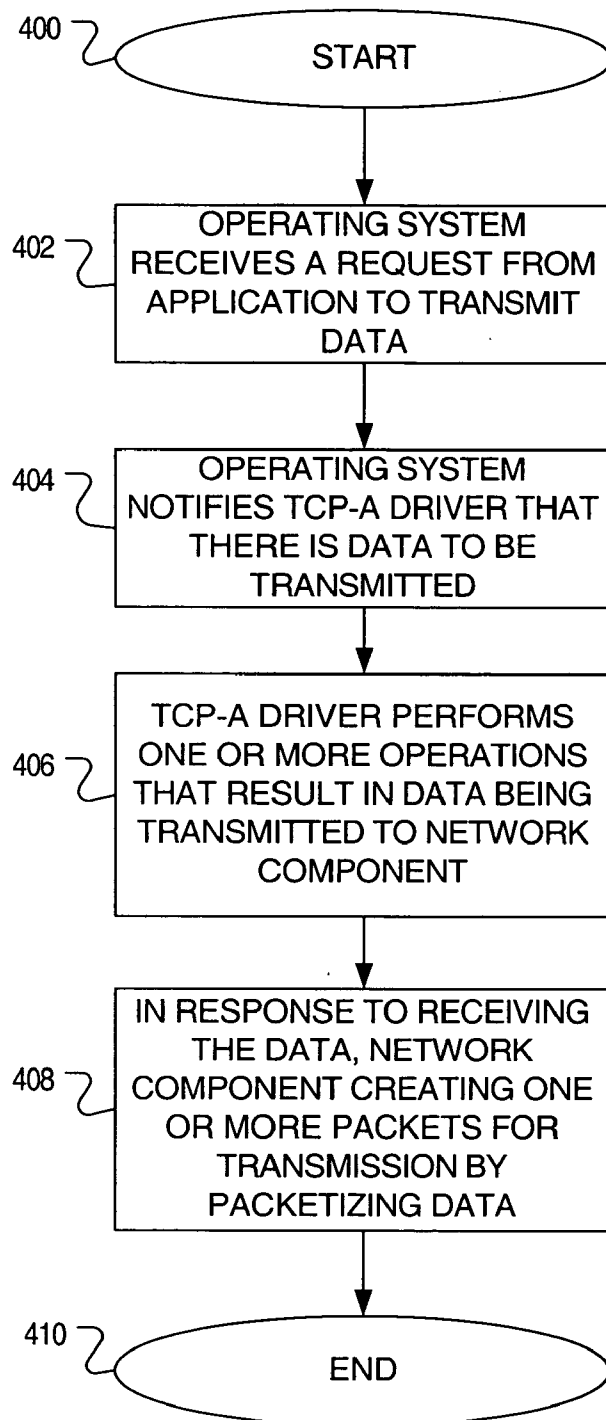 400
START
402
OPERATING SYSTEM
RECEIVES A REQUEST FROM
APPLICATION TO TRANSMIT
DATA
404
OPERATING SYSTEM
NOTIFIES TCP-A DRIVER THAT
THERE IS DATA TO BE
TRANSMITTED
406
TCP-A DRIVER PERFORMS
ONE OR MORE OPERATIONS
THAT RESULT IN DATA BEING
TRANSMITTED TO NETWORK
COMPONENT
408
IN RESPONSE TO RECEIVING
THE DATA, NETWORK
COMPONENT CREATING ONE
OR MORE PACKETS FOR
TRANSMISSION BY
PACKETIZING DATA
410
END